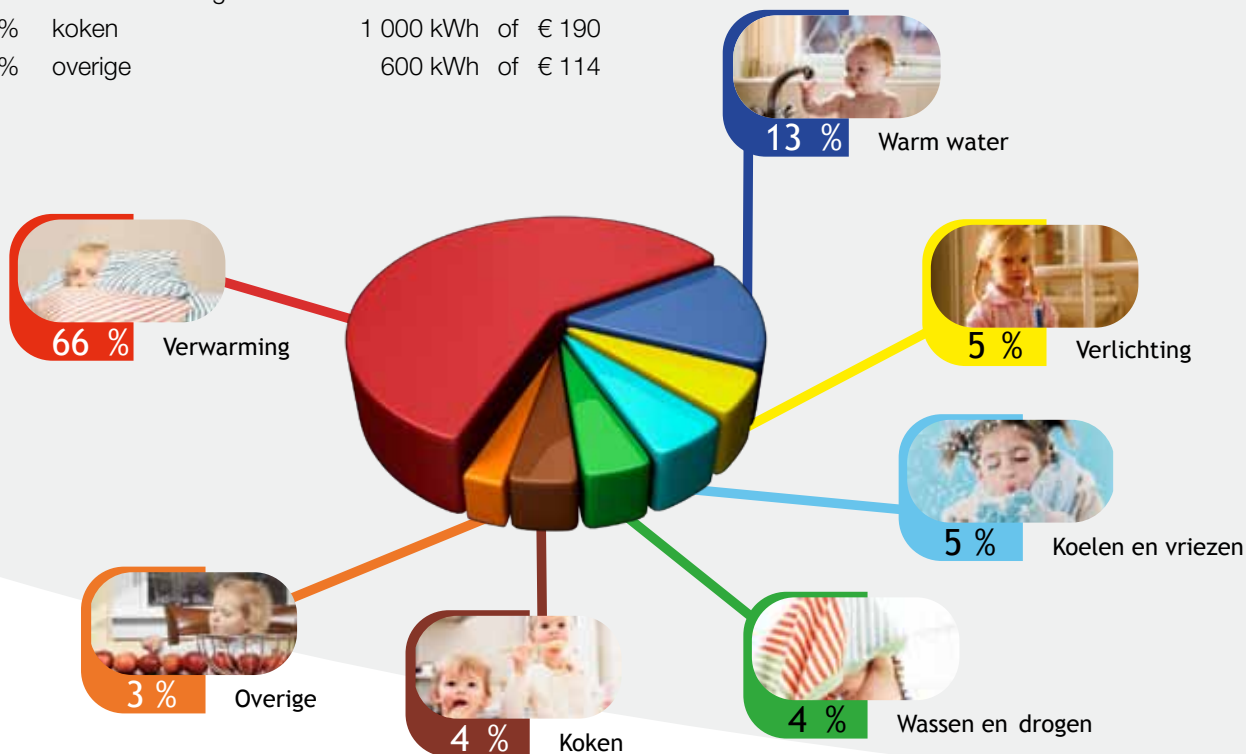 % koken 1 000 kWh of € 190
% overige 600 kWh of € 114
13 % Warm water
66 % Verwarming
5 % Verlichting
5 % Koelen en vriezen
3 % Overige
4 % Koken
4 % Wassen en drogen